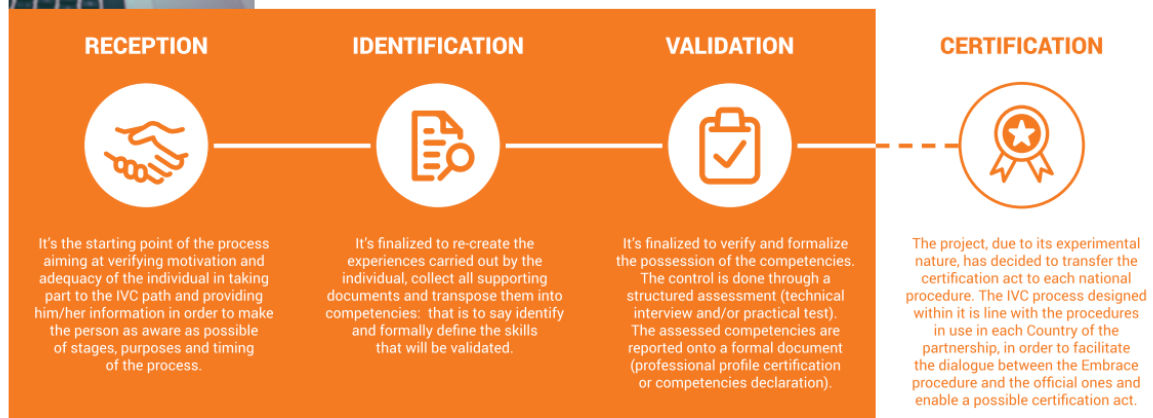 RECEPTION
It's the starting point of the process
aiming at verifying motivation and
adequacy of the individual in taking
part to the IVC path and providing
him/her information in order to make
the person as aware as possible
of stages, purposes and timing
of the process.
IDENTIFICATION
It's finalized to re-create the
experiences carried out by the
individual, collect all supporting
documents and transpose them into
competencies: that is to say identify
and formally define the skills
that will be validated.
VALIDATION
It's finalized to verify and formalize
the possession of the competencies.
The control is done through a
structured assessment (technical
interview and/or practical test).
The assessed competencies are
reported onto a formal document
(professional profile certification
or competencies declaration).
CERTIFICATION
The project, due to its experimental
nature, has decided to transfer the
certification act to each national
procedure. The IVC process designed
within it is in line with the procedures
in use in each Country of the
partnership, in order to facilitate
the dialogue between the Embrace
procedure and the official ones and
enable a possible certification act.